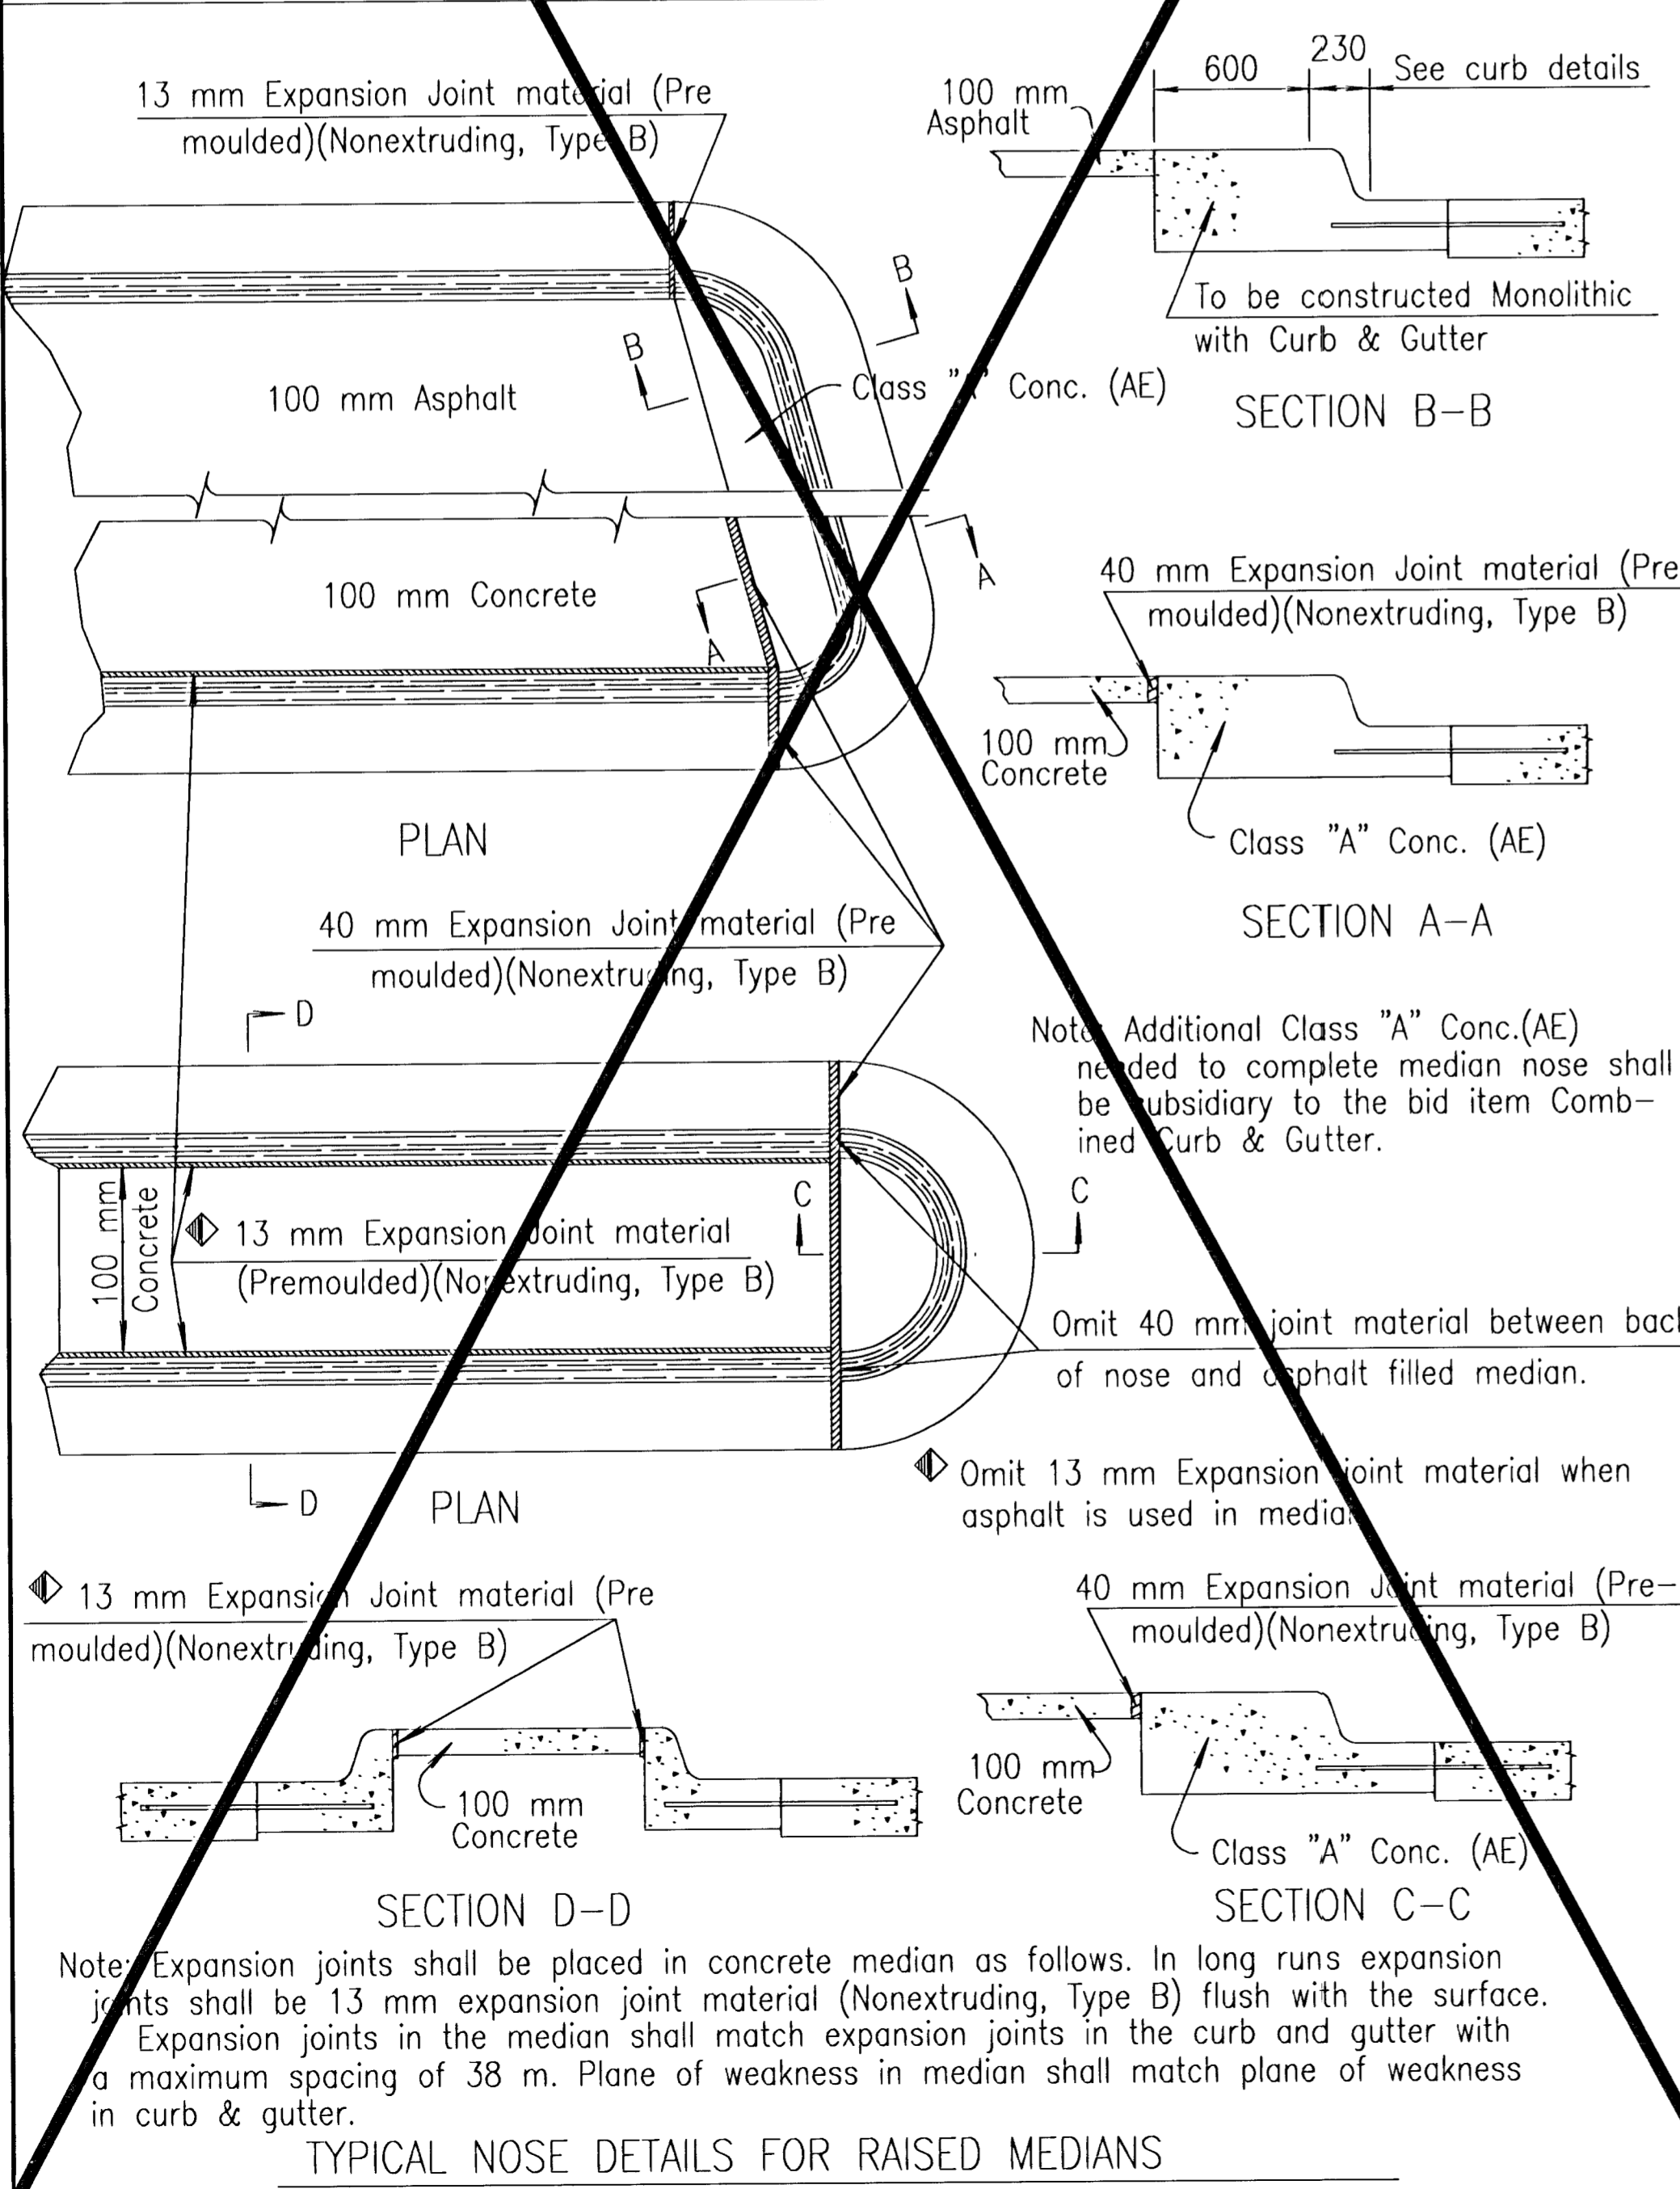 13 mm Expansion Joint material (Pre
moulded)(Nonextruding, Type B)
100 mm
Asphalt
600
230
See curb details
To be constructed Monolithic
with Curb & Gutter
SECTION B-B
B
B
100 mm Asphalt
Class "A" Conc. (AE)
100 mm Concrete
A
A
40 mm Expansion Joint material (Pre
moulded)(Nonextruding, Type B)
100 mm
Concrete
Class "A" Conc. (AE)
SECTION A-A
PLAN
40 mm Expansion Joint material (Pre
moulded)(Nonextruding, Type B)
D
Note: Additional Class "A" Conc.(AE)
needed to complete median nose shall
be subsidiary to the bid item Comb-
ined Curb & Gutter.
100 mm
Concrete
13 mm Expansion Joint material
(Premoulded)(Nonextruding, Type B)
C
C
Omit 40 mm joint material between back
of nose and asphalt filled median.
D
PLAN
Omit 13 mm Expansion joint material when
asphalt is used in median
13 mm Expansion Joint material (Pre
moulded)(Nonextruding, Type B)
100 mm
Concrete
SECTION D-D
40 mm Expansion Joint material (Pre-
moulded)(Nonextruding, Type B)
100 mm
Concrete
Class "A" Conc. (AE)
SECTION C-C
Note: Expansion joints shall be placed in concrete median as follows. In long runs expansion
joints shall be 13 mm expansion joint material (Nonextruding, Type B) flush with the surface.
Expansion joints in the median shall match expansion joints in the curb and gutter with
a maximum spacing of 38 m. Plane of weakness in median shall match plane of weakness
in curb & gutter.
TYPICAL NOSE DETAILS FOR RAISED MEDIANS